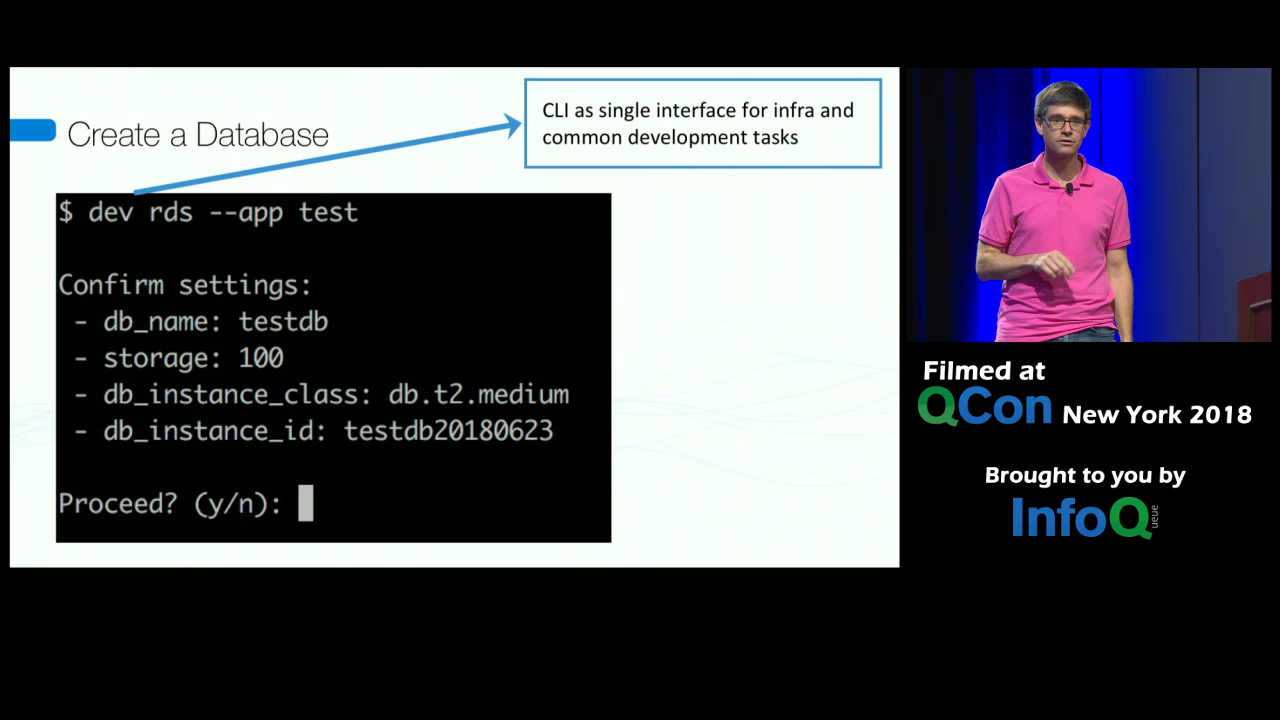 Create a Database
CLI as single interface for infra and
common development tasks
$ dev rds --app test
Confirm settings:
- db_name: testdb
- storage: 100
- db_instance_class: db.t2.medium
- db_instance_id: testdb20180623
Proceed? (y/n):
Filmed at
QCon New York 2018
Brought to you by
InfoQueue